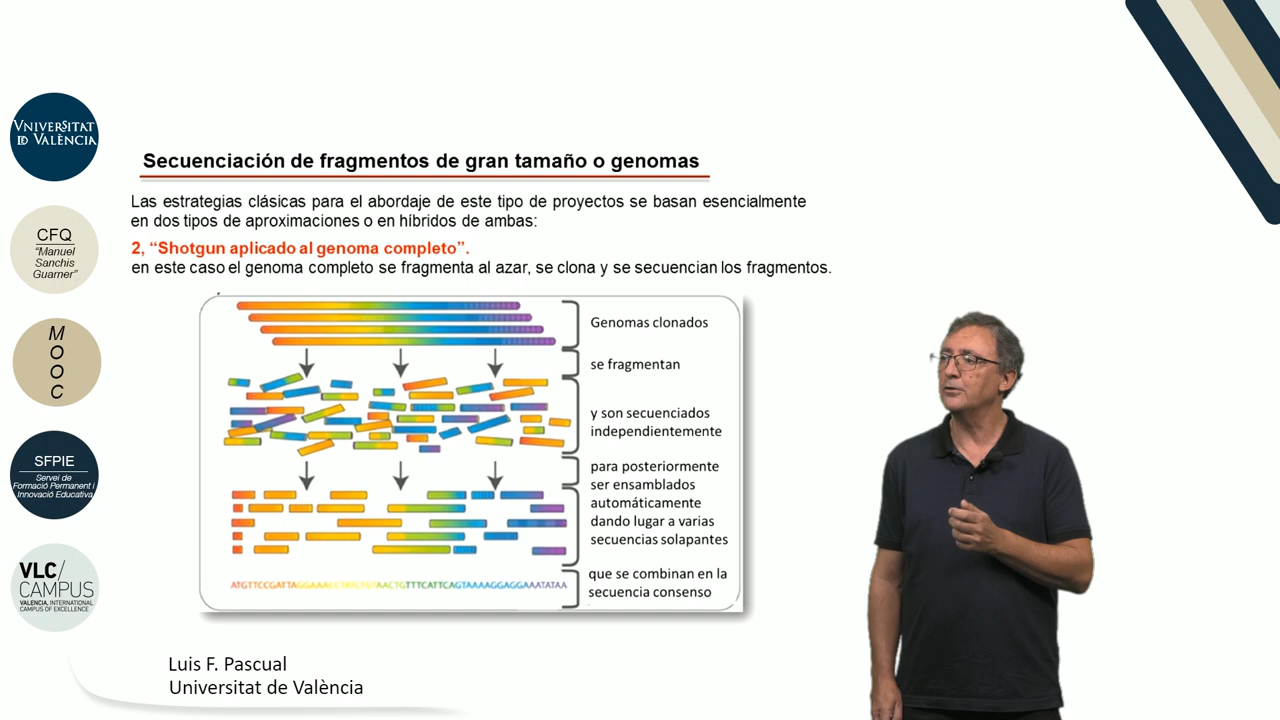 VNIVERSITAT
ID VALÈNCIA
CFQ
“Manuel
Sanchis
Guarner”
M
O
O
C
SFPIE
Servei de
Formació Permanent i
Innovació Educativa
VLC/
CAMPUS
VALENCIA, INTERNATIONAL
CAMPUS OF EXCELLENCE
Secuenciación de fragmentos de gran tamaño o genomas
Las estrategias clásicas para el abordaje de este tipo de proyectos se basan esencialmente
en dos tipos de aproximaciones o en híbridos de ambas:
2, “Shotgun aplicado al genoma completo”.
en este caso el genoma completo se fragmenta al azar, se clona y se secuencian los fragmentos.
Genomas clonados
se fragmentan
y son secuenciados
independientemente
para posteriormente
ser ensamblados
automáticamente
dando lugar a varias
secuencias solapantes
que se combinan en la
secuencia consenso
Luis F. Pascual
Universitat de València